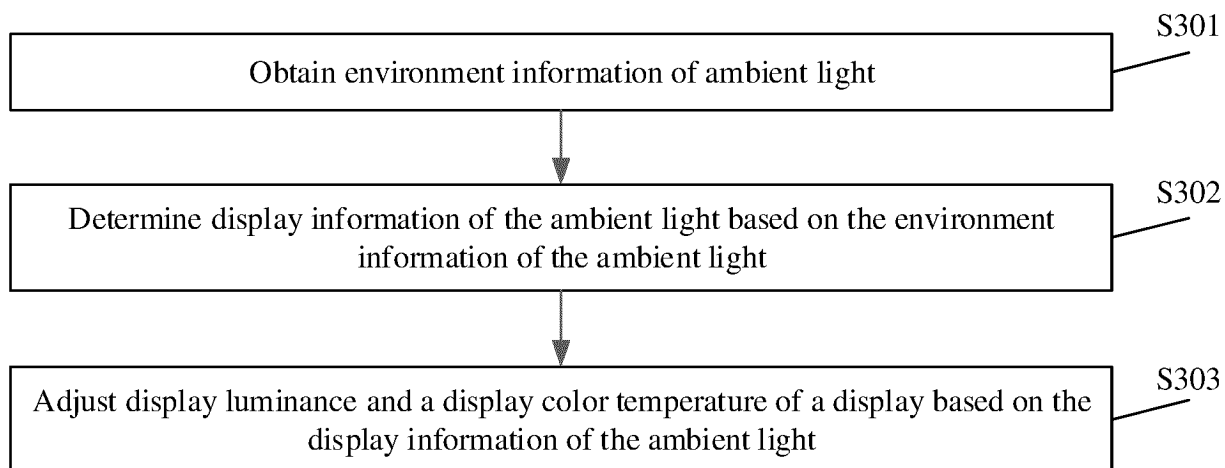 S301
Obtain environment information of ambient light
S302
Determine display information of the ambient light based on the environment
information of the ambient light
S303
Adjust display luminance and a display color temperature of a display based on the
display information of the ambient light